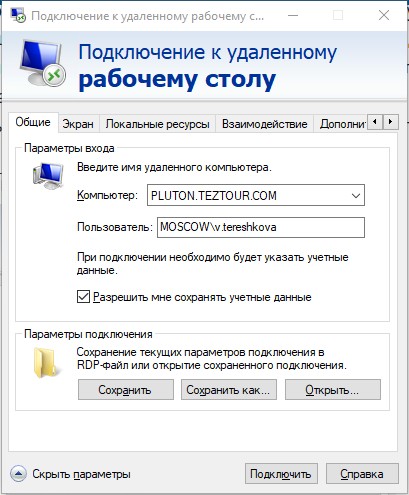 Подключение к удаленному рабочему с...
Подключение к удаленному
рабочему столу
Общие Экран Локальные ресурсы Взаимодействие Дополнит
Параметры входа
Введите имя удаленного компьютера.
Компьютер: PLUTON.TEZTOUR.COM
Пользователь: MOSCOW\v.tereshkova
При подключении необходимо будет указать учетные
данные.
Разрешить мне сохранять учетные данные
Параметры подключения
Сохранение текущих параметров подключения в
RDP-файл или открытие сохраненного подключения.
Сохранить Сохранить как... Открыть...
Скрыть параметры Подключить Справка